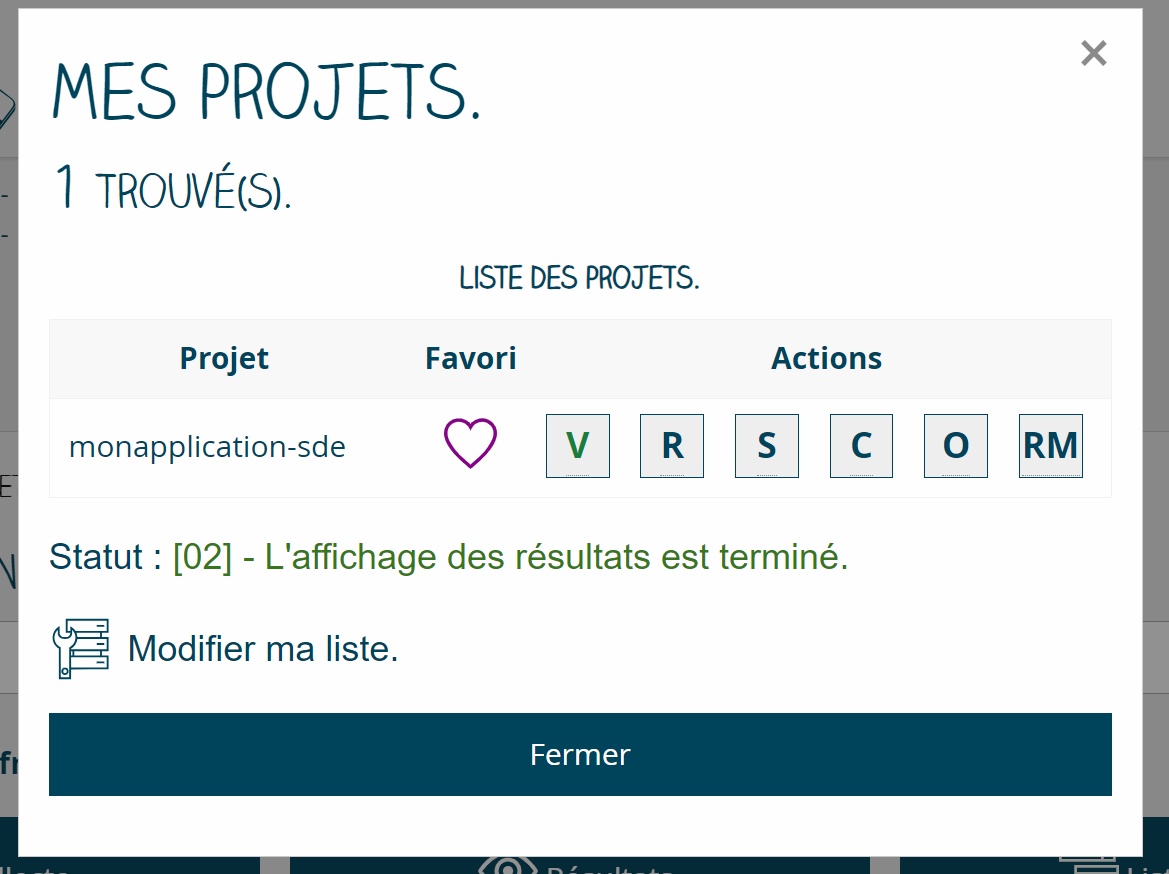 MES PROJETS.
1 TROUVÉ(S).
LISTE DES PROJETS.
Projet Favori Actions
monapplication-sde V R S C O RM
Statut : [02] - L'affichage des résultats est terminé.
Modifier ma liste.
Fermer
Résultats